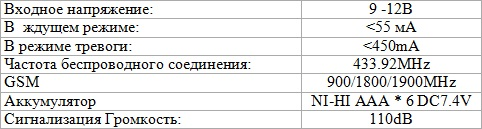 Входное напряжение: 9 -12В
В ждущем режиме: <55 мА
В режиме тревоги: <450mA
Частота беспроводного соединения: 433.92MHz
GSM 900/1800/1900MHz
Аккумулятор NI-HI AAA * 6 DC7.4V
Сигнализация Громкость: 110dB